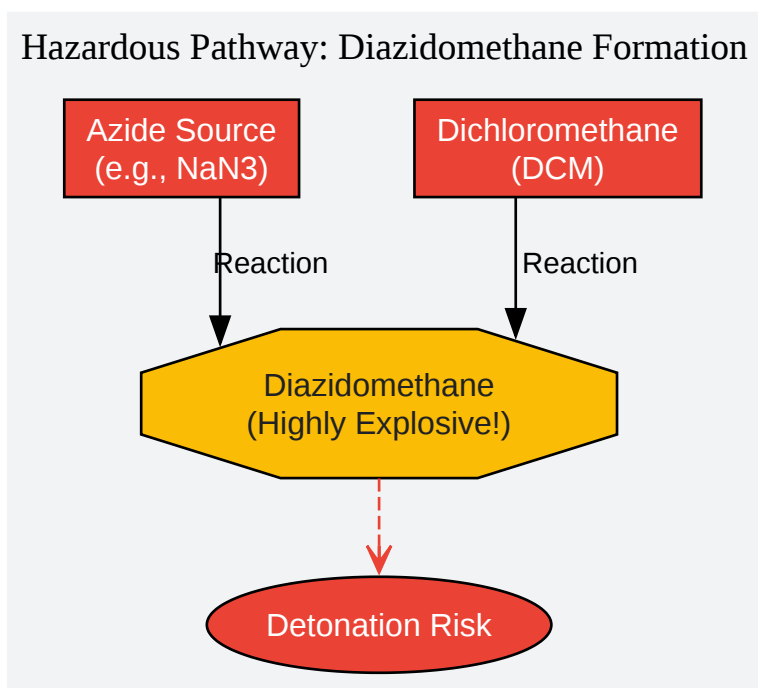 Hazardous Pathway: Diazidomethane Formation
Azide Source
(e.g., NaN3)
Dichloromethane
(DCM)
Reaction
Reaction
Diazidomethane
(Highly Explosive!)
Detonation Risk